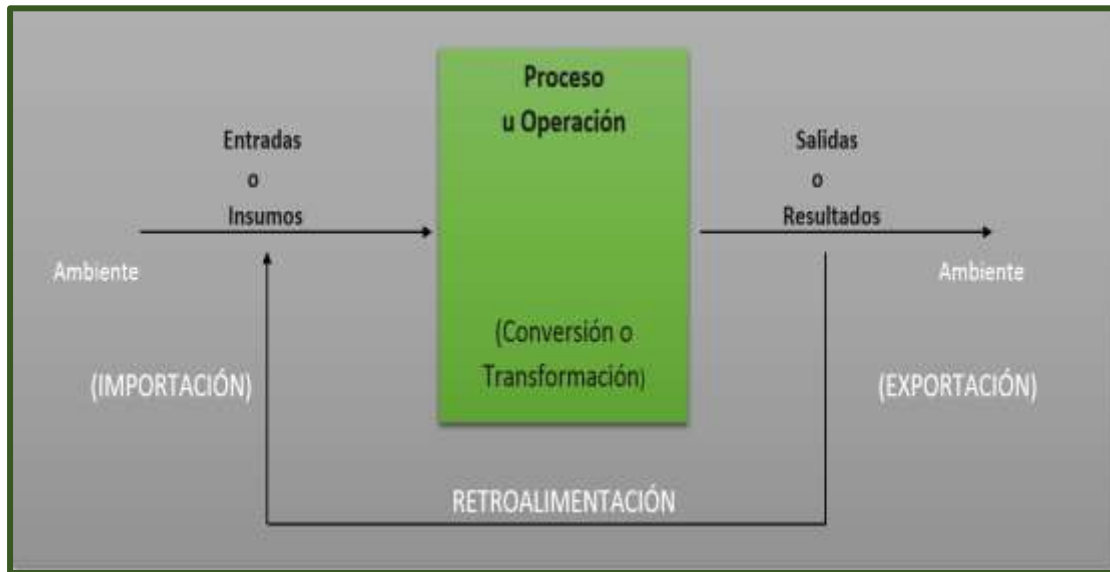 Proceso
u Operación
Entradas
o
Insumos
Salidas
o
Resultados
Ambiente
Ambiente
(Conversión o
Transformación)
(IMPORTACIÓN)
(EXPORTACIÓN)
RETROALIMENTACIÓN